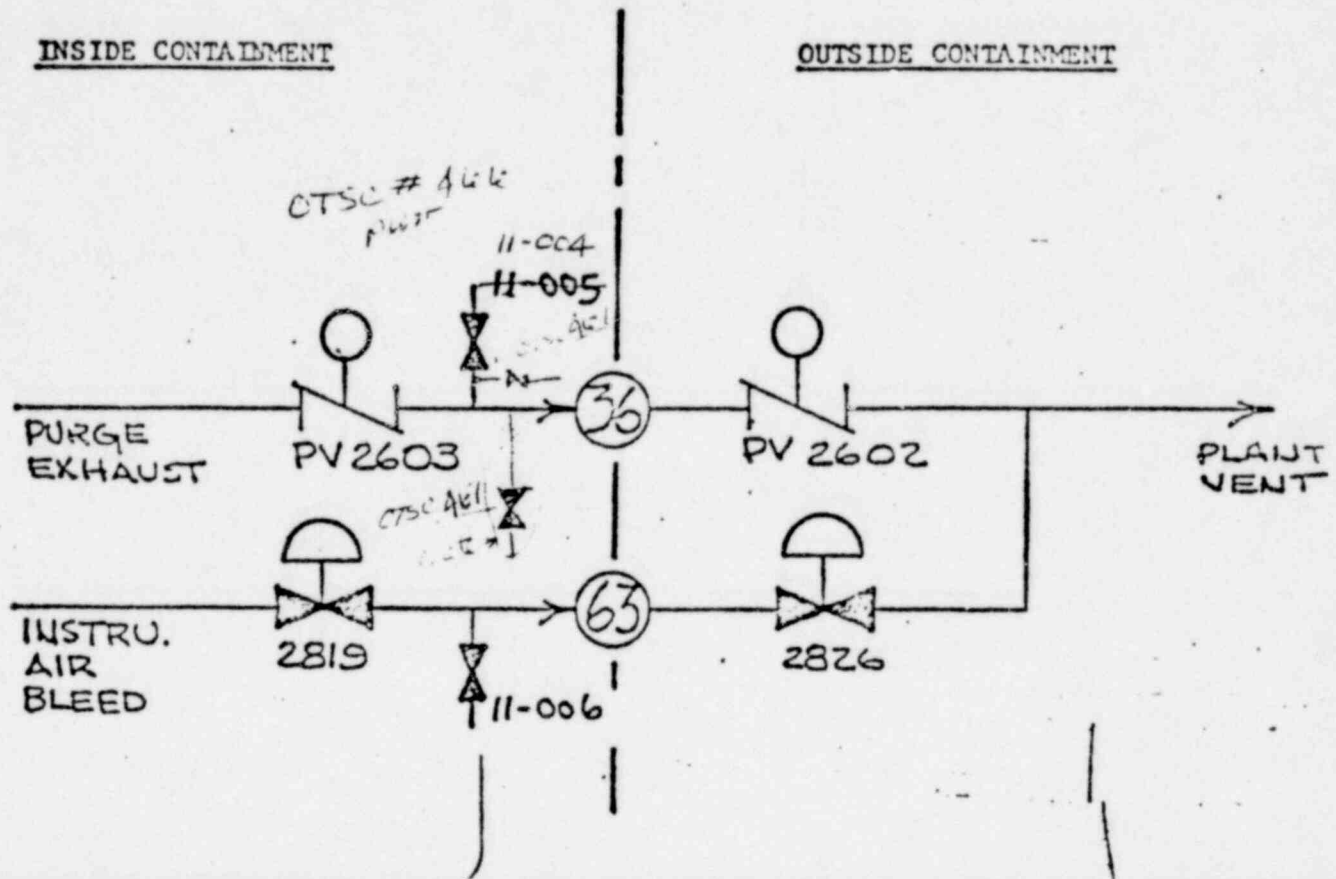 INSIDE CONTAINMENT
OUTSIDE CONTAINMENT
OTSC #
11-004
11-005
36
PURGE
EXHAUST
PV 2603
PV 2602
PLANT
VENT
63
INSTRU.
AIR
BLEED
2819
2826
11-006